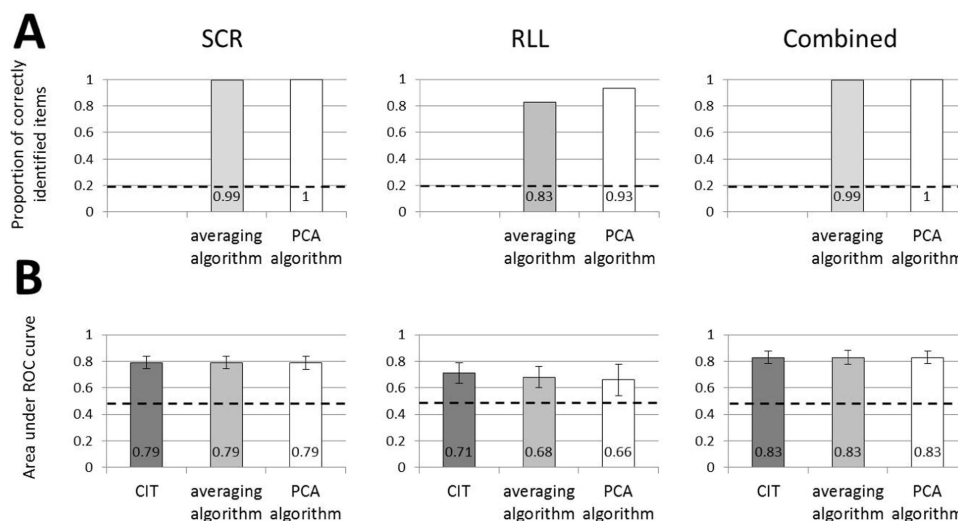 A
SCR
RLL
Combined
Proportion of correctly
identified items
1
0.8
0.6
0.4
0.2
0
0.99
1
averaging
algorithm
PCA
algorithm
1
0.8
0.6
0.4
0.2
0
0.83
0.93
averaging
algorithm
PCA
algorithm
1
0.8
0.6
0.4
0.2
0
0.99
1
averaging
algorithm
PCA
algorithm
B
Area under ROC curve
1
0.8
0.6
0.4
0.2
0
0.79
0.79
0.79
CIT
averaging
algorithm
PCA
algorithm
1
0.8
0.6
0.4
0.2
0
0.71
0.68
0.66
CIT
averaging
algorithm
PCA
algorithm
1
0.8
0.6
0.4
0.2
0
0.83
0.83
0.83
CIT
averaging
algorithm
PCA
algorithm